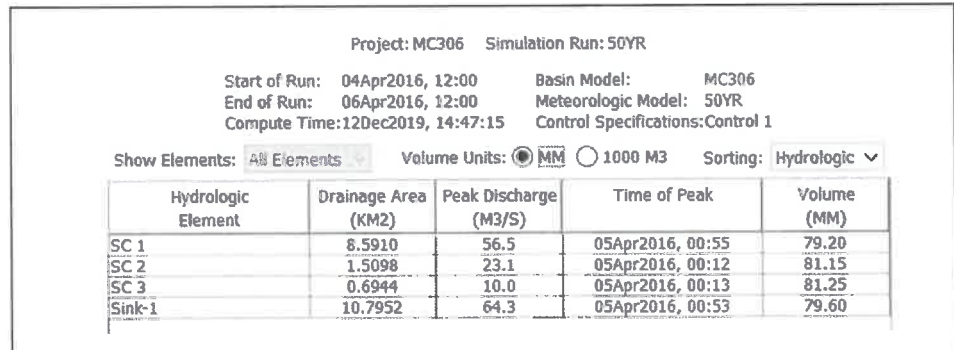 Project: MC306 Simulation Run: 50YR
Start of Run: 04Apr2016, 12:00 Basin Model: MC306
End of Run: 06Apr2016, 12:00 Meteorologic Model: 50YR
Compute Time:12Dec2019, 14:47:15 Control Specifications:Control 1
Show Elements: All Elements Volume Units: MM 1000 M3 Sorting: Hydrologic
Hydrologic Element Drainage Area (KM2) Peak Discharge (M3/S) Time of Peak Volume (MM)
SC 1 8.5910 56.5 05Apr2016, 00:55 79.20
SC 2 1.5098 23.1 05Apr2016, 00:12 81.15
SC 3 0.6944 10.0 05Apr2016, 00:13 81.25
Sink-1 10.7952 64.3 05Apr2016, 00:53 79.60